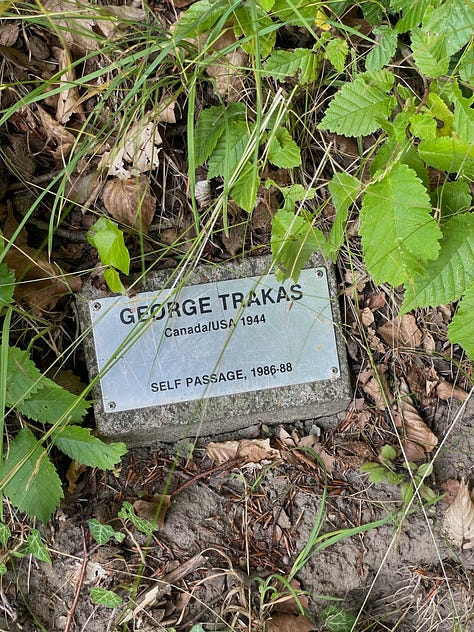 GEORGE TRAKAS
Canada/USA 1944
SELF PASSAGE, 1986-88